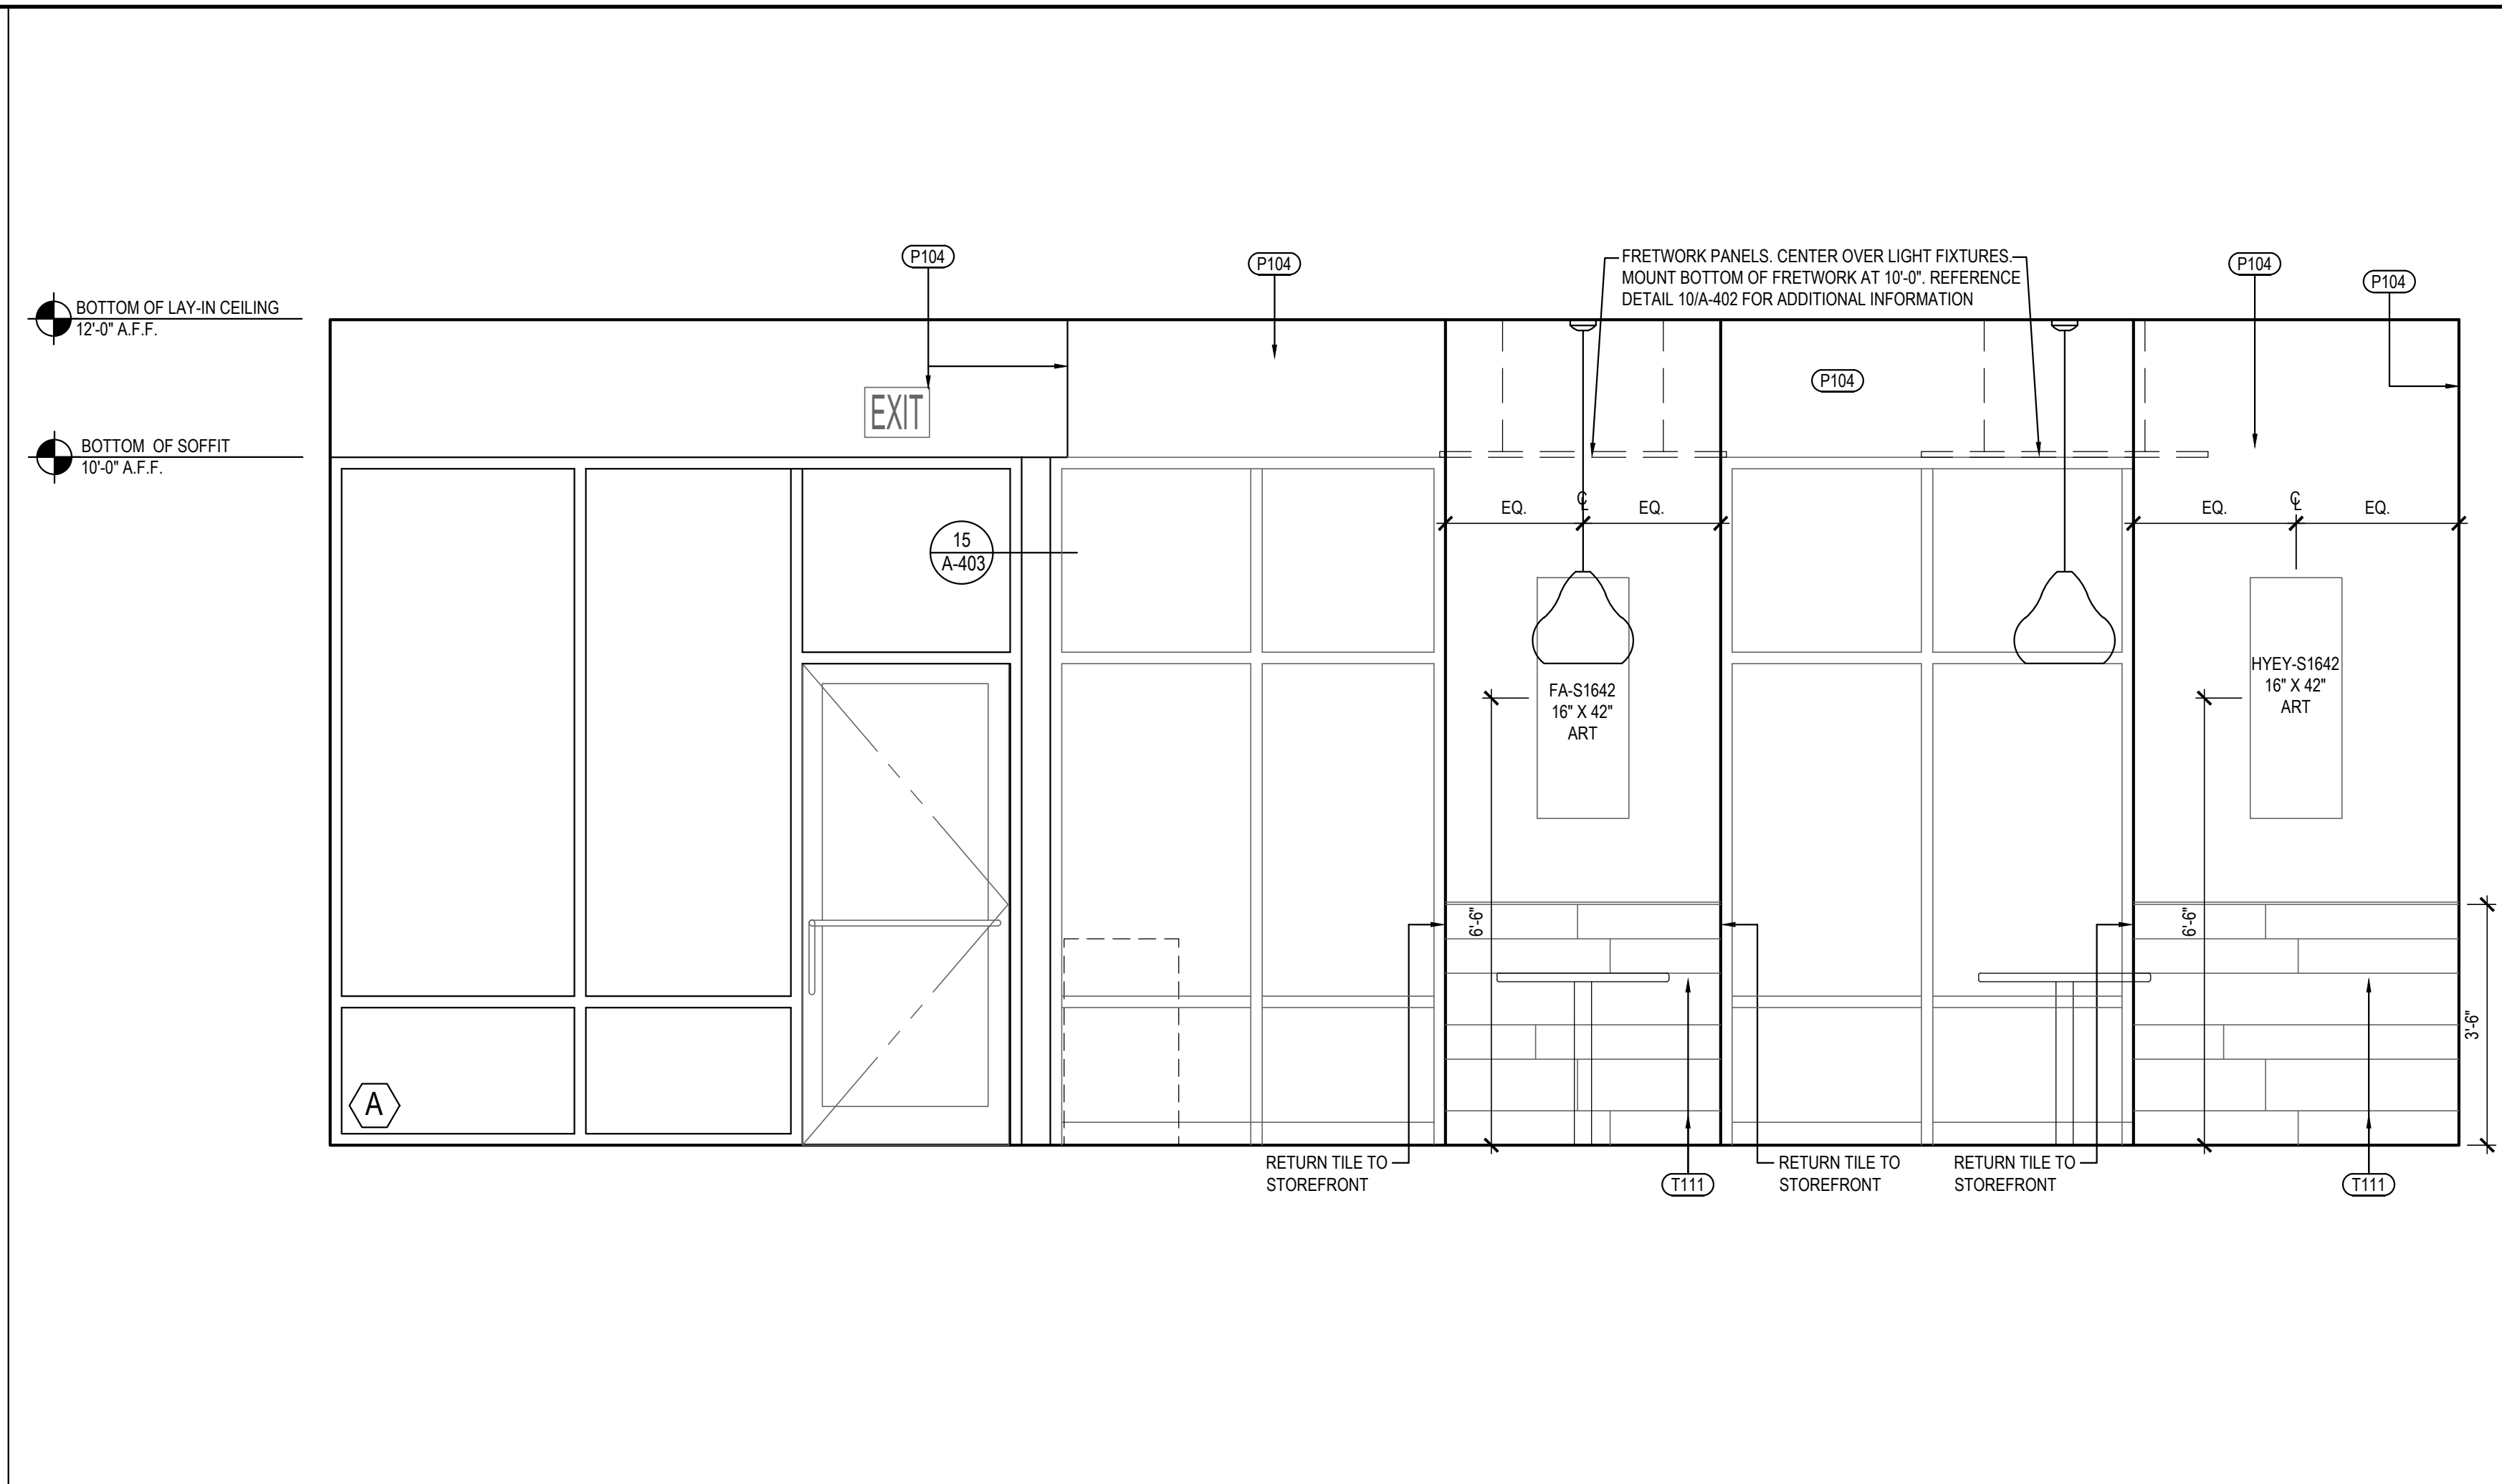 P104
P104
FRETWORK PANELS. CENTER OVER LIGHT FIXTURES.
MOUNT BOTTOM OF FRETWORK AT 10'-0". REFERENCE
DETAIL 10/A-402 FOR ADDITIONAL INFORMATION
P104
P104
BOTTOM OF LAY-IN CEILING
12'-0" A.F.F.
P104
EXIT
BOTTOM OF SOFFIT
10'-0" A.F.F.
EQ.
℄
EQ.
EQ.
℄
EQ.
15
A-403
FA-S1642
16" X 42"
ART
HYEY-S1642
16" X 42"
ART
6'-6"
6'-6"
3'-6"
A
RETURN TILE TO
STOREFRONT
T111
RETURN TILE TO
STOREFRONT
RETURN TILE TO
STOREFRONT
T111